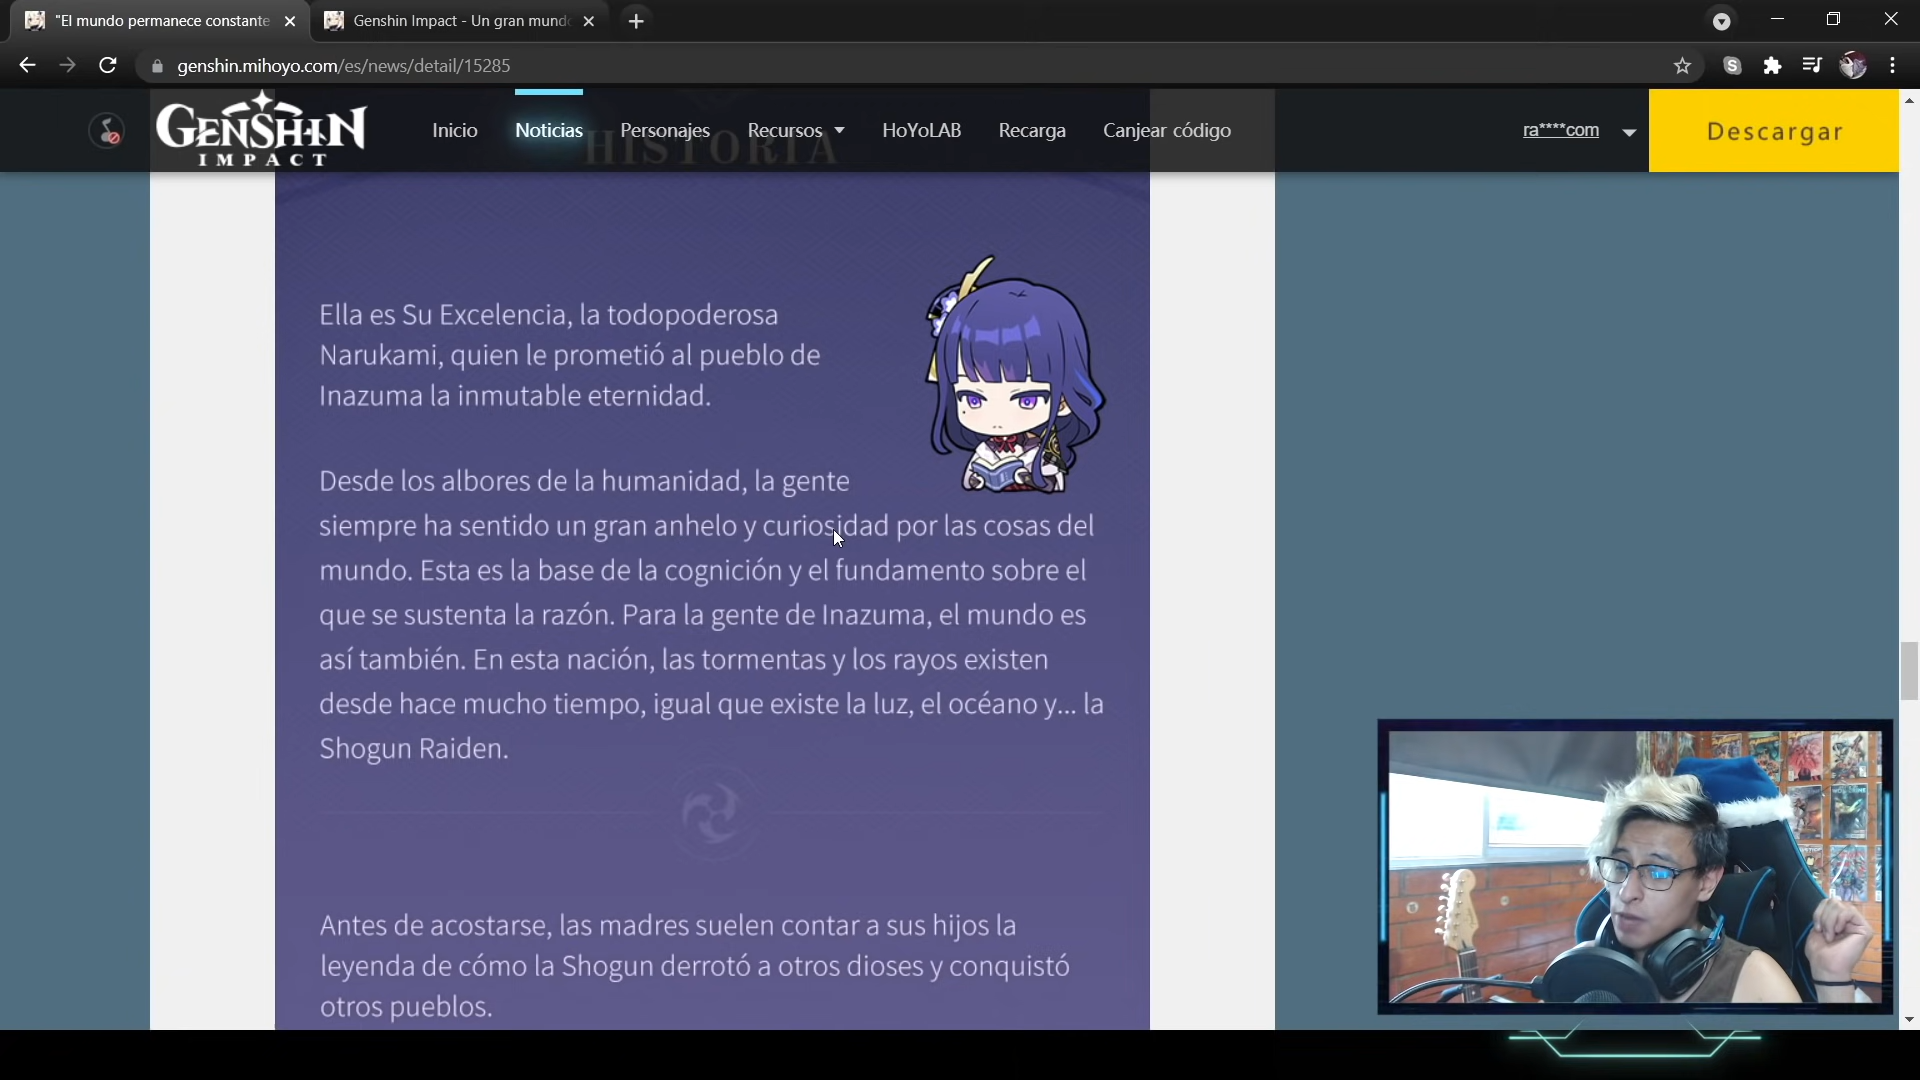 "El mundo permanece constante
Genshin Impact - Un gran mund
genshin.mihoyo.com/es/news/detail/15285
GENSHIN
IMPACT
Inicio
Noticias
Personajes
Recursos
HoYoLAB
Recarga
Canjear código
ra****com
Descargar
HISTORIA
Ella es Su Excelencia, la todopoderosa
Narukami, quien le prometió al pueblo de
Inazuma la inmutable eternidad.
Desde los albores de la humanidad, la gente
siempre ha sentido un gran anhelo y curiosidad por las cosas del
mundo. Esta es la base de la cognición y el fundamento sobre el
que se sustenta la razón. Para la gente de Inazuma, el mundo es
así también. En esta nación, las tormentas y los rayos existen
desde hace mucho tiempo, igual que existe la luz, el océano y... la
Shogun Raiden.
Antes de acostarse, las madres suelen contar a sus hijos la
leyenda de cómo la Shogun derrotó a otros dioses y conquistó
otros pueblos.